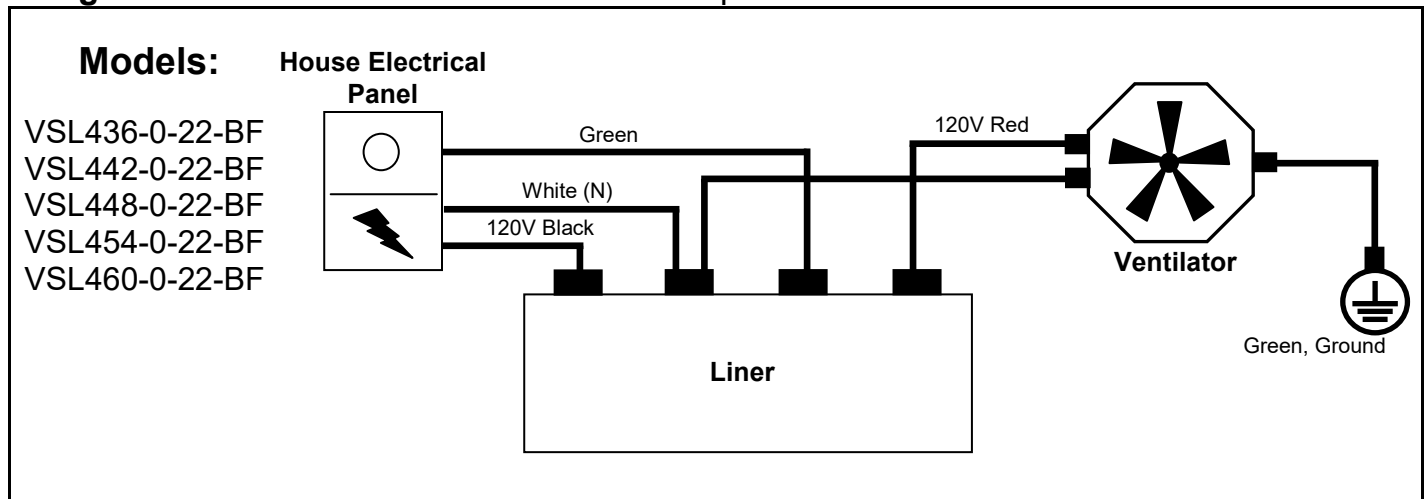 Models:
VSL436-0-22-BF
VSL442-0-22-BF
VSL448-0-22-BF
VSL454-0-22-BF
VSL460-0-22-BF
House Electrical
Panel
Green
White (N)
120V Black
120V Red
Ventilator
Green, Ground
Liner